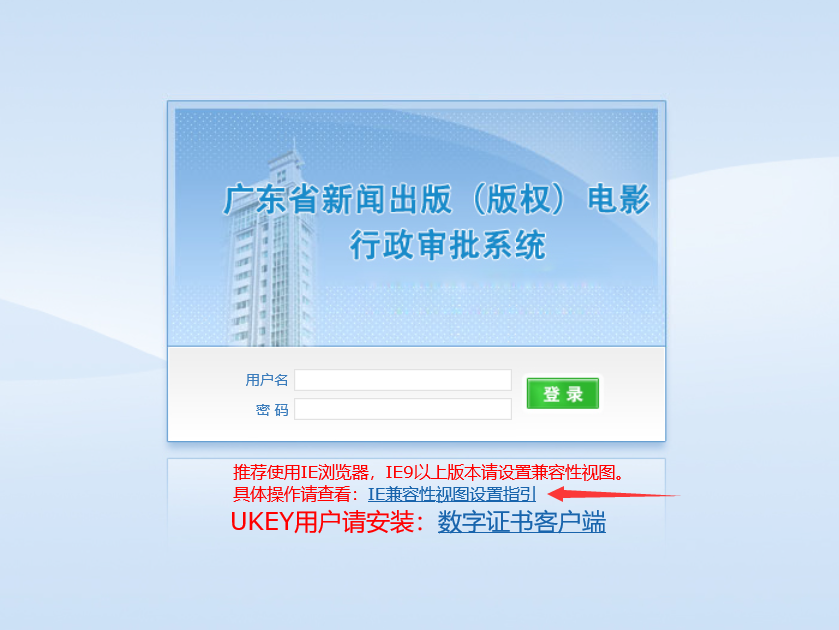 广东省新闻出版（版权）电影
行政审批系统
用户名
密 码
登 录
推荐使用IE浏览器，IE9以上版本请设置兼容性视图。
具体操作请查看：IE兼容性视图设置指引
UKEY用户请安装：数字证书客户端